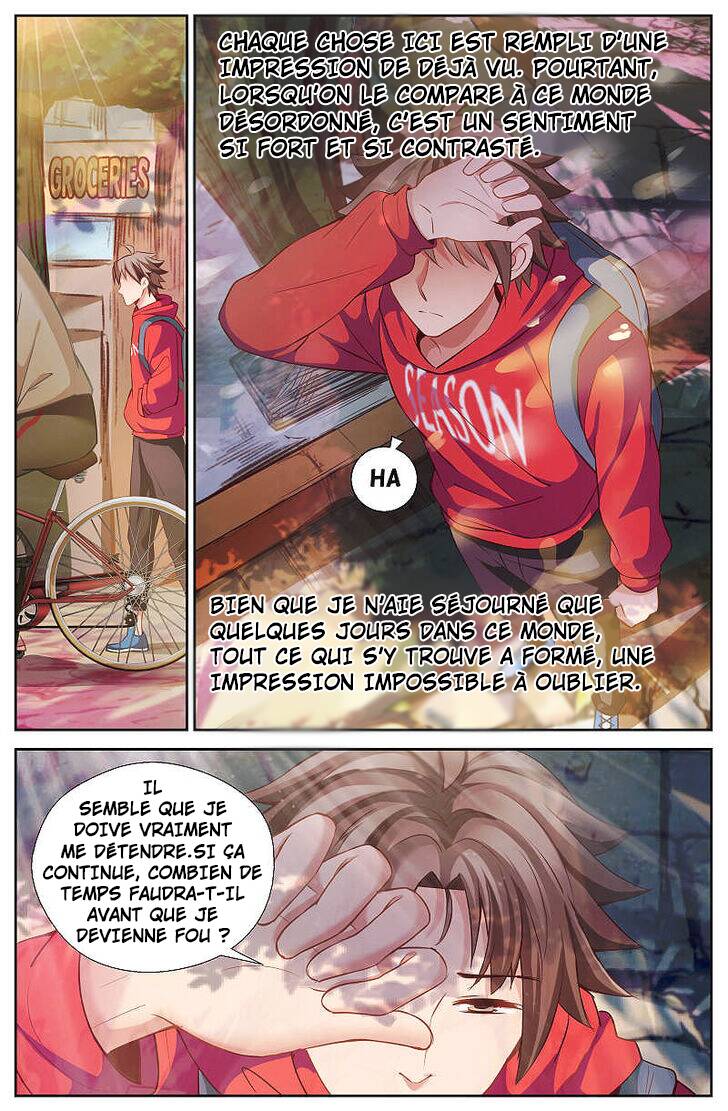 CHAQUE CHOSE ICI EST REMPLI D'UNE
IMPRESSION DE DÉJÀ VU. POURTANT,
LORSQU'ON LE COMPARE À CE MONDE
DÉSORDONNÉ, C'EST UN SENTIMENT
SI FORT ET SI CONTRASTÉ.
GROCERIES
SEASON
HA
BIEN QUE JE N'AIE SÉJOURNÉ QUE
QUELQUES JOURS DANS CE MONDE,
TOUT CE QUI S'Y TROUVE A FORMÉ, UNE
IMPRESSION IMPOSSIBLE À OUBLIER.
IL
SEMBLE QUE JE
DOIVE VRAIMENT
ME DÉTENDRE.SI ÇA
CONTINUE, COMBIEN DE
TEMPS FAUDRA-T-IL
AVANT QUE JE
DEVIENNE FOU ?